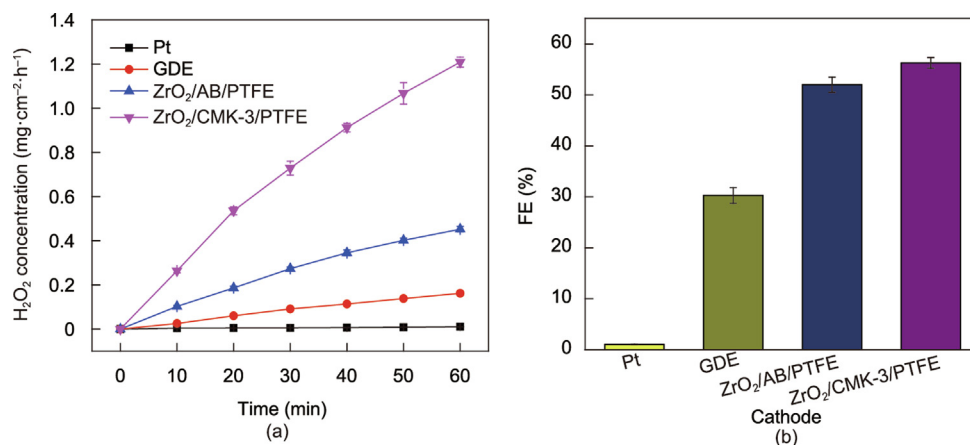 1.4
1.2
1.0
0.8
0.6
0.4
0.2
0
H₂O₂ concentration (mg·cm⁻²·h⁻¹)
Pt
GDE
ZrO₂/AB/PTFE
ZrO₂/CMK-3/PTFE
0 10 20 30 40 50 60
Time (min)
(a)
60
50
40
30
20
10
0
FE (%)
Pt
GDE
ZrO₂/AB/PTFE
ZrO₂/CMK-3/PTFE
Cathode
(b)